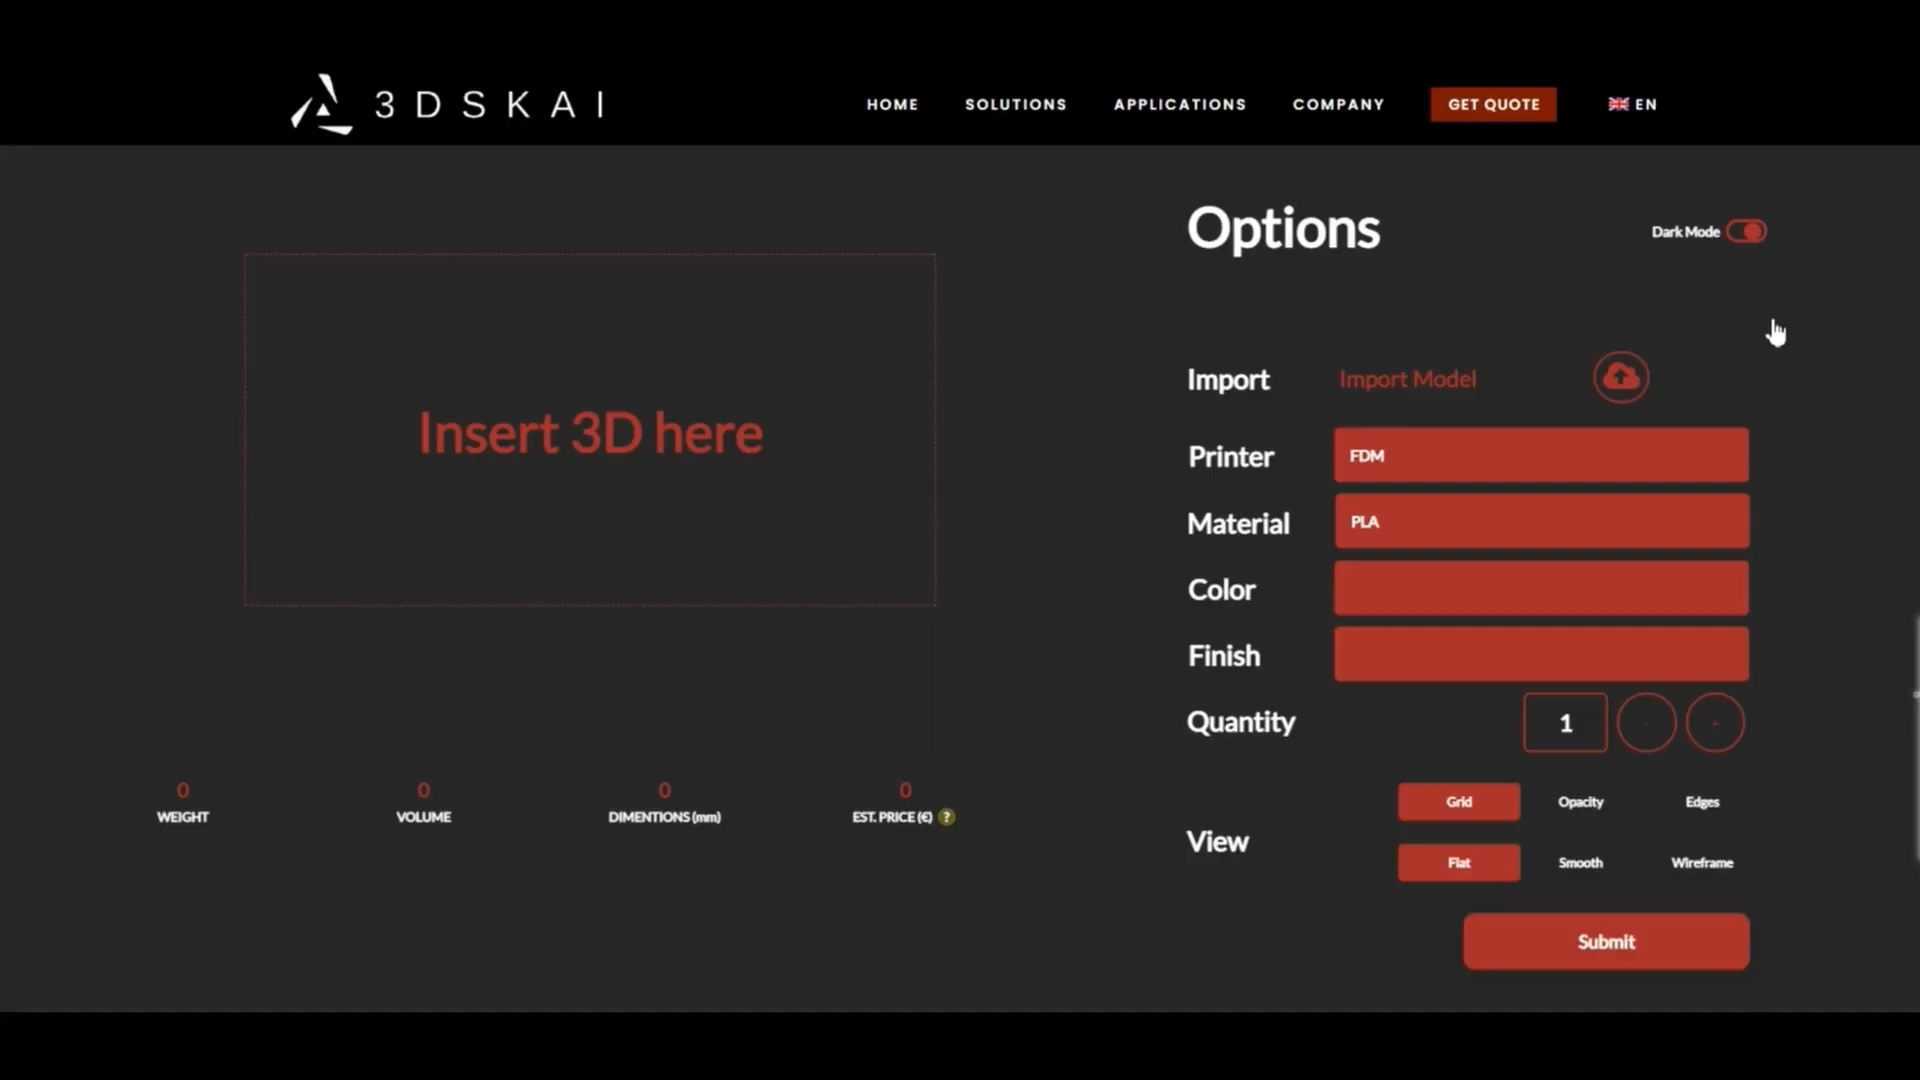 3DSKAI
HOME SOLUTIONS APPLICATIONS COMPANY GET QUOTE EN
Options
Dark Mode
Insert 3D here
Import Import Model
Printer FDM
Material PLA
Color
Finish
Quantity 1 - +
0 0 0 0
WEIGHT VOLUME DIMENTIONS (mm) EST. PRICE (€) ?
View
Grid Opacity Edges
Flat Smooth Wireframe
Submit